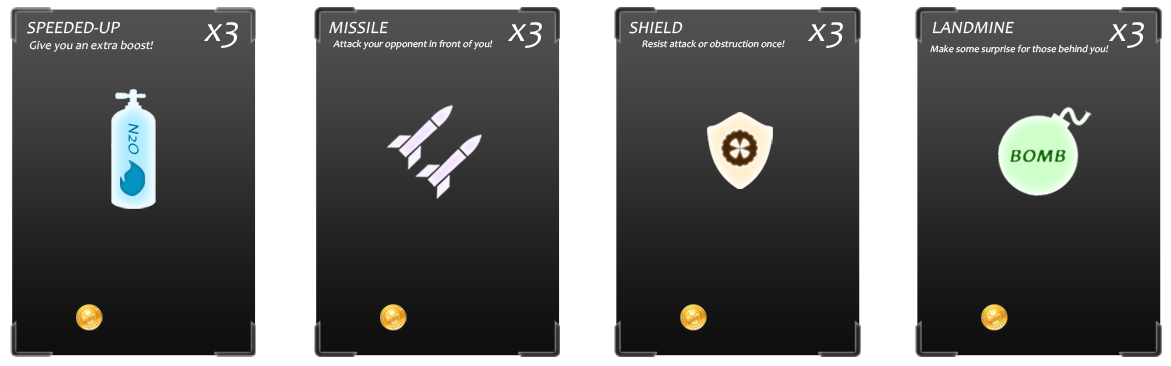 SPEEDED-UP
x3
Give you an extra boost!
N2O
MISSILE
x3
Attack your opponent in front of you!
SHIELD
x3
Resist attack or obstruction once!
LANDMINE
x3
Make some surprise for those behind you!
BOMB